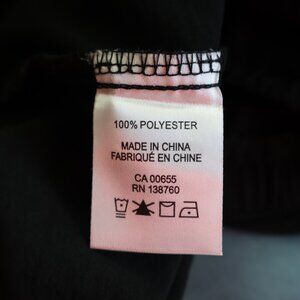 100% POLYESTER
MADE IN CHINA
FABRIQUÉ EN CHINE
CA 00655
RN 138760